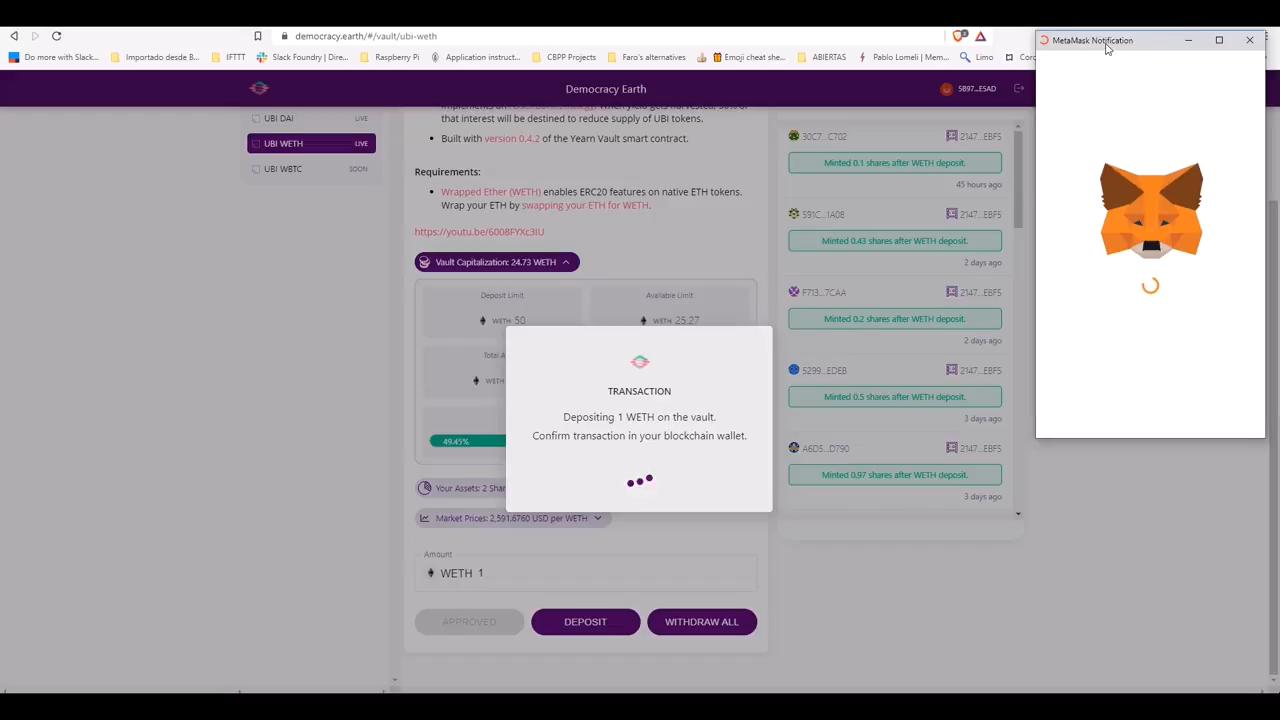 democracy.earth/#/vault/ubi-weth
MetaMask Notification
Do more with Slack...
Importado desde B...
IFTTT
Slack Foundry | Dire...
Raspberry Pi
Application instruct...
CBPP Projects
Faro's alternatives
Emoji cheat she...
ABIERTAS
Pablo Lomeli | Mem...
Limo
Democracy Earth
5B97...E5AD
UBI DAI LIVE
UBI WETH LIVE
UBI WBTC SOON
that interest will be destined to reduce supply of UBI tokens.
• Built with version 0.4.2 of the Yearn Vault smart contract.
Requirements:
• Wrapped Ether (WETH) enables ERC20 features on native ETH tokens.
Wrap your ETH by swapping your ETH for WETH.
https://youtu.be/6008FYXc3IU
Vault Capitalization: 24.73 WETH
Deposit Limit
WETH 50
Available Limit
WETH 25.27
Total A
WETH
49.45%
Your Assets: 2 Shar
Market Prices: 2,591.6760 USD per WETH
TRANSACTION
Depositing 1 WETH on the vault.
Confirm transaction in your blockchain wallet.
Amount
WETH 1
APPROVED
DEPOSIT
WITHDRAW ALL
30C7...C702 2147...EBF5
Minted 0.1 shares after WETH deposit.
45 hours ago
591C...1A08 2147...EBF5
Minted 0.43 shares after WETH deposit.
2 days ago
F713...7CAA 2147...EBF5
Minted 0.2 shares after WETH deposit.
2 days ago
5299...EDEB 2147...EBF5
Minted 0.5 shares after WETH deposit.
3 days ago
A6D5...D790 2147...EBF5
Minted 0.97 shares after WETH deposit.
3 days ago